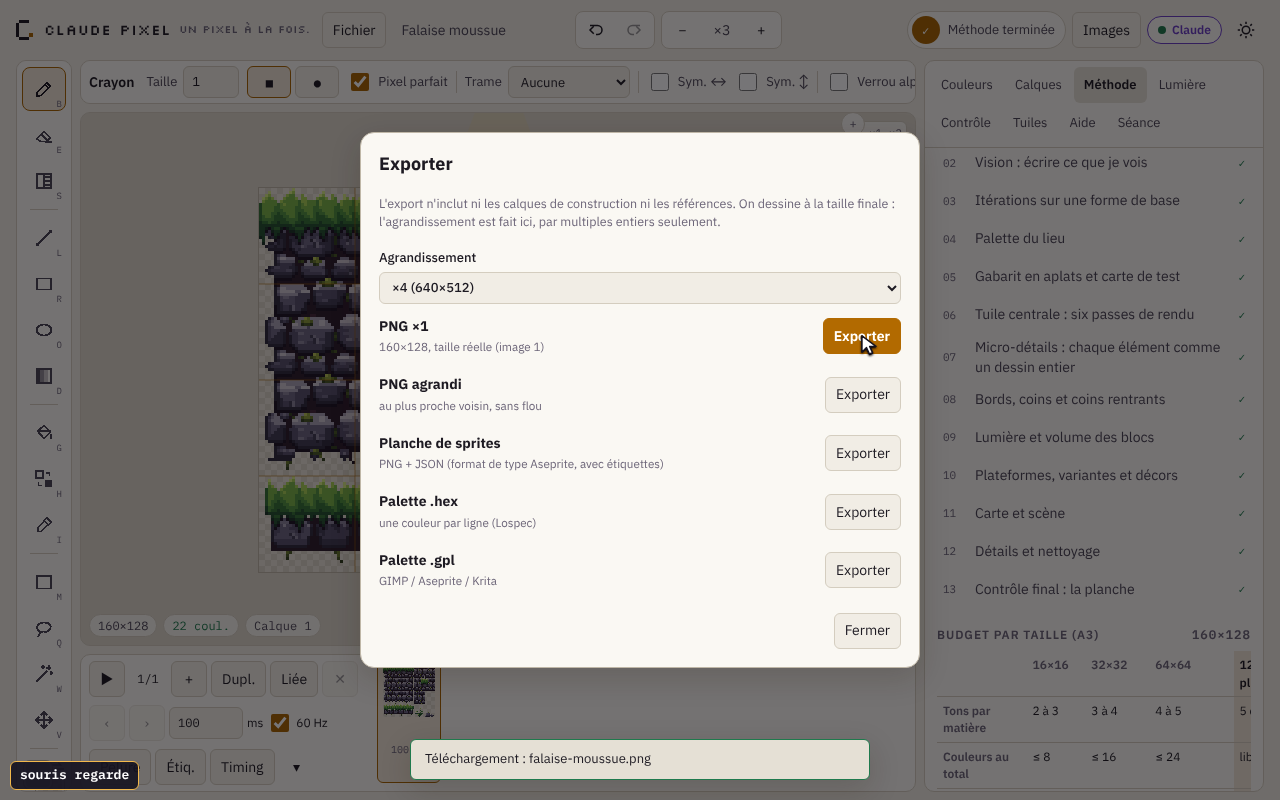 CLAUDE PIXEL UN PIXEL À LA FOIS. Fichier Falaise moussue − ×3 + ✓ Méthode terminée Images Claude
Crayon Taille 1 ■ ● Pixel parfait Trame Aucune Sym. ↔ Sym. ↕ Verrou alp
B
E
S
L
R
O
D
G
H
I
M
Q
W
V
+
Exporter
L'export n'inclut ni les calques de construction ni les références. On dessine à la taille finale :
l'agrandissement est fait ici, par multiples entiers seulement.
Agrandissement
×4 (640×512)
PNG ×1
160×128, taille réelle (image 1)
Exporter
PNG agrandi
au plus proche voisin, sans flou
Exporter
Planche de sprites
PNG + JSON (format de type Aseprite, avec étiquettes)
Exporter
Palette .hex
une couleur par ligne (Lospec)
Exporter
Palette .gpl
GIMP / Aseprite / Krita
Exporter
Fermer
160×128 22 coul. Calque 1
1/1 + Dupl. Liée ×
‹ › 100 ms 60 Hz
Étiq. Timing ▼
100
Téléchargement : falaise-moussue.png
souris regarde
Couleurs Calques Méthode Lumière
Contrôle Tuiles Aide Séance
02 Vision : écrire ce que je vois ✓
03 Itérations sur une forme de base ✓
04 Palette du lieu ✓
05 Gabarit en aplats et carte de test ✓
06 Tuile centrale : six passes de rendu ✓
07 Micro-détails : chaque élément comme
un dessin entier ✓
08 Bords, coins et coins rentrants ✓
09 Lumière et volume des blocs ✓
10 Plateformes, variantes et décors ✓
11 Carte et scène ✓
12 Détails et nettoyage ✓
13 Contrôle final : la planche ✓
BUDGET PAR TAILLE (A3) 160×128
16×16 32×32 64×64 12
pl
Tons par
matière
2 à 3 3 à 4 4 à 5 5
Couleurs au
total
≤ 8 ≤ 16 ≤ 24 lib